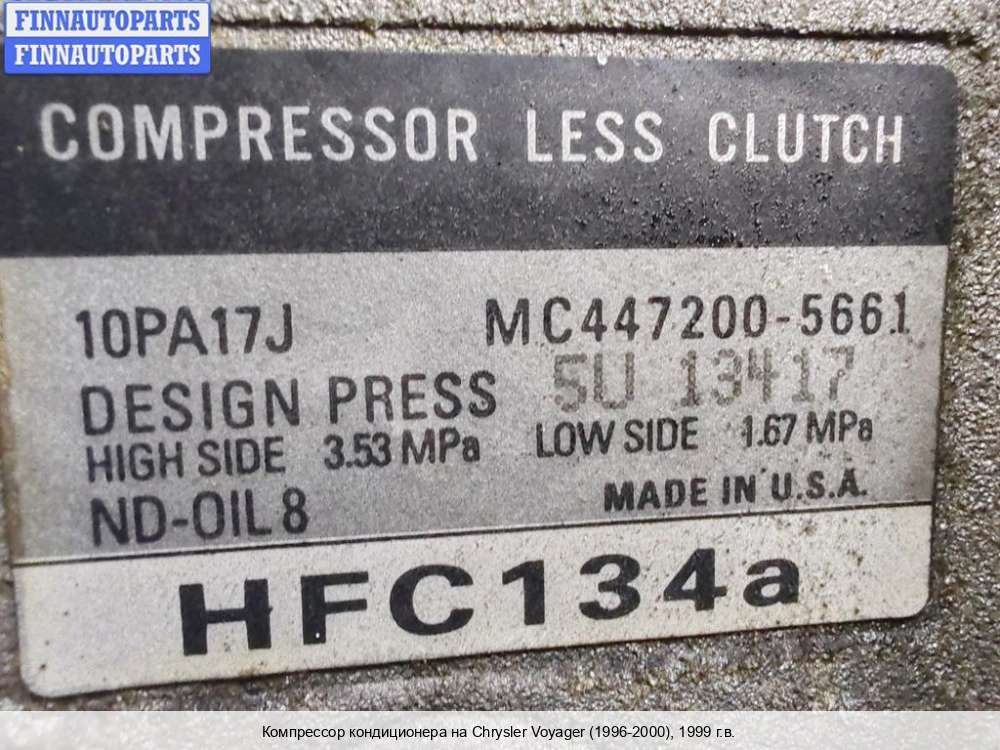 FINNAUTOPARTS
FINNAUTOPARTS
COMPRESSOR LESS CLUTCH
10PA17J MC447200-5661
5U 13417
DESIGN PRESS
HIGH SIDE 3.53 MPa LOW SIDE 1.67 MPa
ND-OIL 8 MADE IN U.S.A.
HFC134a
Компрессор кондиционера на Chrysler Voyager (1996-2000), 1999 г.в.